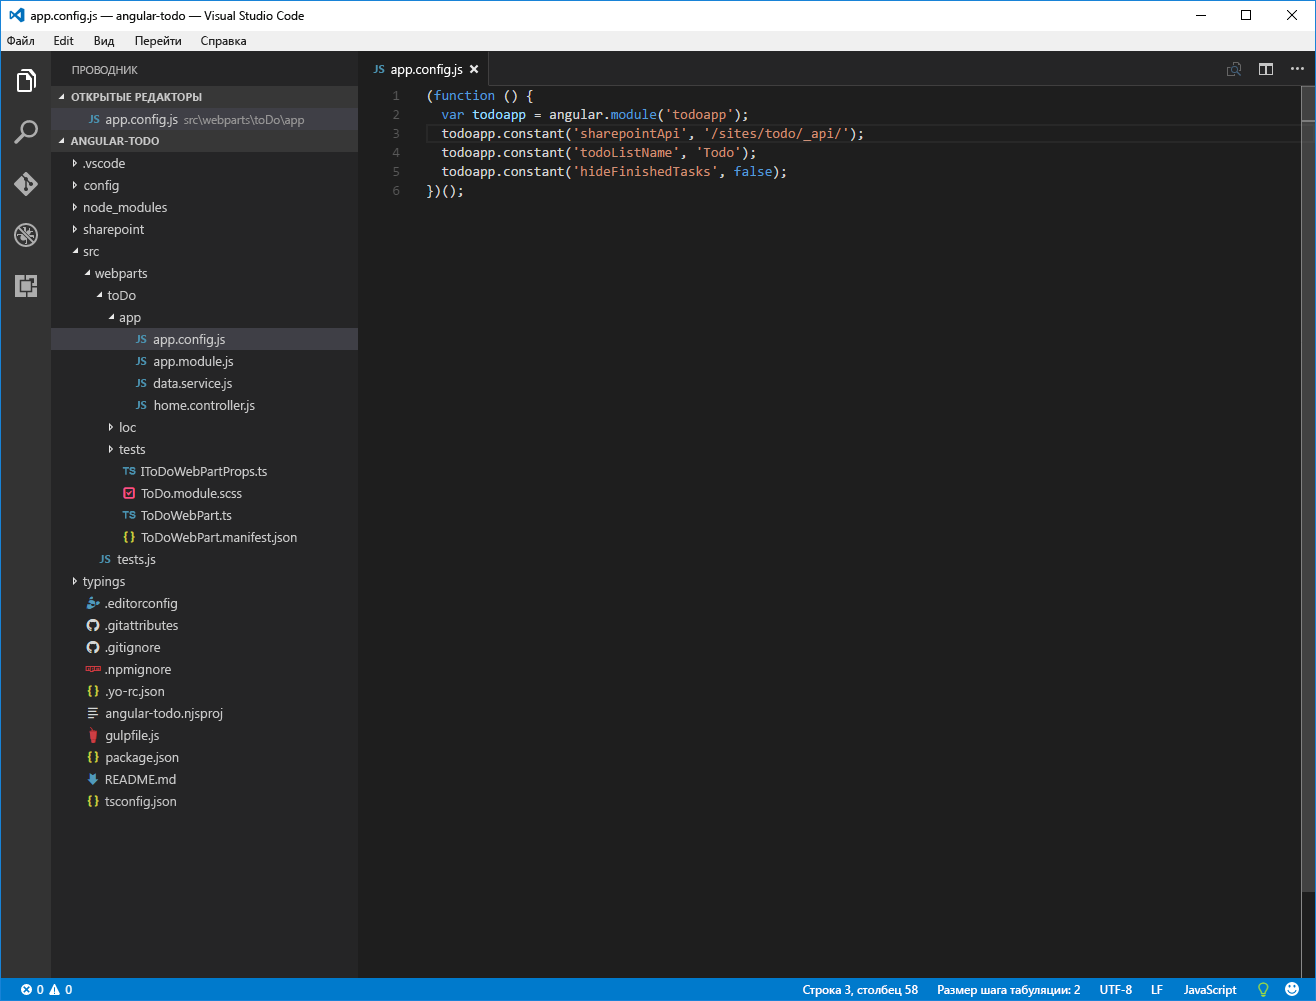 app.config.js — angular-todo — Visual Studio Code
Файл Edit Вид Перейти Справка
ПРОВОДНИК
ОТКРЫТЫЕ РЕДАКТОРЫ
JS app.config.js src\webparts\toDo\app
ANGULAR-TODO
.vscode
config
node_modules
sharepoint
src
webparts
toDo
app
JS app.config.js
JS app.module.js
JS data.service.js
JS home.controller.js
loc
tests
TS IToDoWebPartProps.ts
ToDo.module.scss
TS ToDoWebPart.ts
{} ToDoWebPart.manifest.json
JS tests.js
typings
.editorconfig
.gitattributes
.gitignore
npm .npmignore
{} .yo-rc.json
angular-todo.njsproj
gulpfile.js
{} package.json
README.md
{} tsconfig.json
JS app.config.js
1 (function () {
2 var todoapp = angular.module('todoapp');
3 todoapp.constant('sharepointApi', '/sites/todo/_api/');
4 todoapp.constant('todoListName', 'Todo');
5 todoapp.constant('hideFinishedTasks', false);
6 })();
0 0 Строка 3, столбец 58 Размер шага табуляции: 2 UTF-8 LF JavaScript